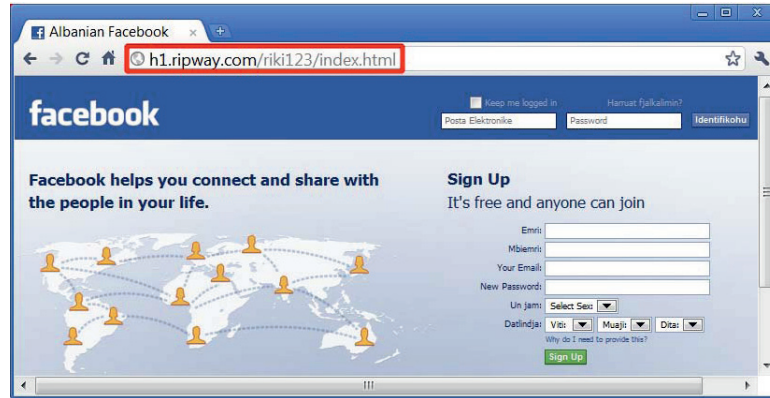 Albanian Facebook
h1.ripway.com/riki123/index.html
facebook
Keep me logged in
Harruat fjalkalimin?
Posta Elektronike
Password
Identifikohu
Facebook helps you connect and share with
the people in your life.
Sign Up
It's free and anyone can join
Emri:
Mbiemri:
Your Email:
New Password:
Un jam: Select Sex:
Datlindja: Viti: Muaji: Dita:
Why do I need to provide this?
Sign Up